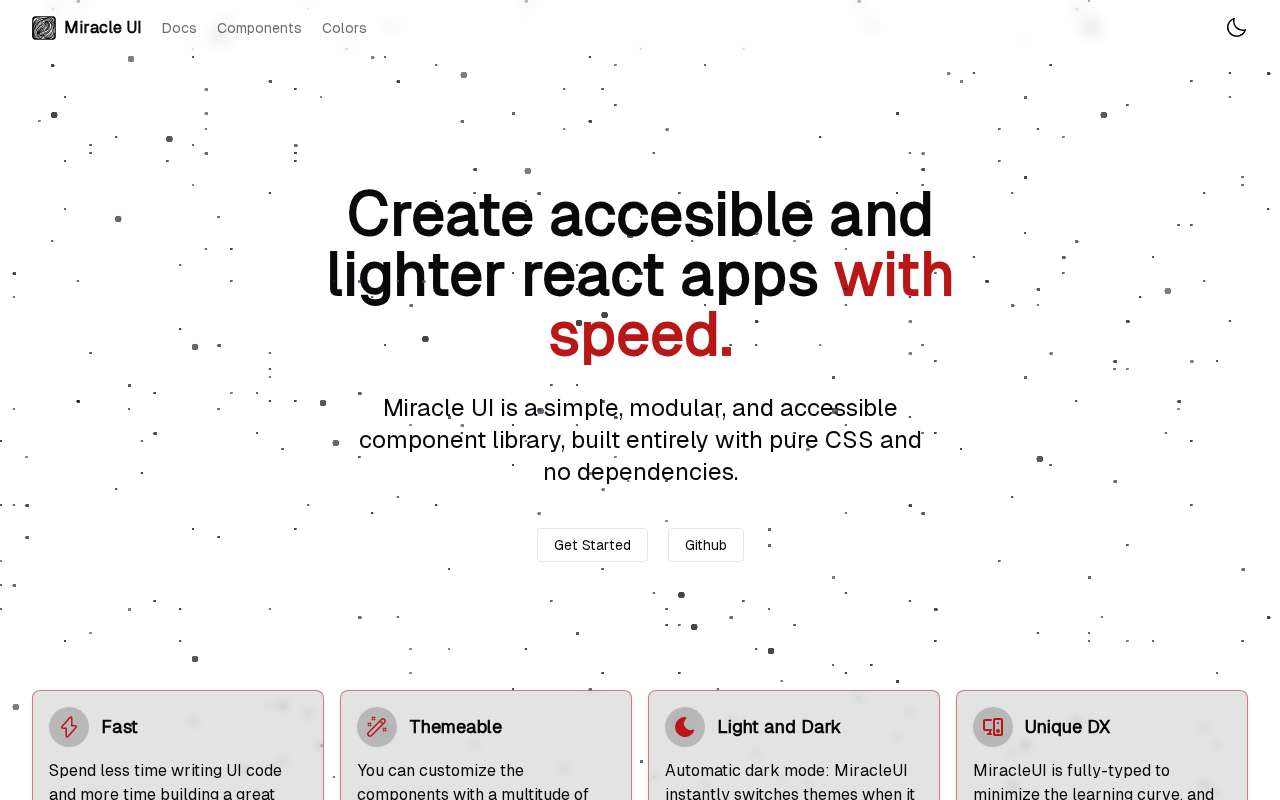 Miracle UI
Docs
Components
Colors
Create accesible and
lighter react apps with
speed.
Miracle UI is a simple, modular, and accessible
component library, built entirely with pure CSS and
no dependencies.
Get Started
Github
Fast
Spend less time writing UI code
and more time building a great
Themeable
You can customize the
components with a multitude of
Light and Dark
Automatic dark mode: MiracleUI
instantly switches themes when it
Unique DX
MiracleUI is fully-typed to
minimize the learning curve, and